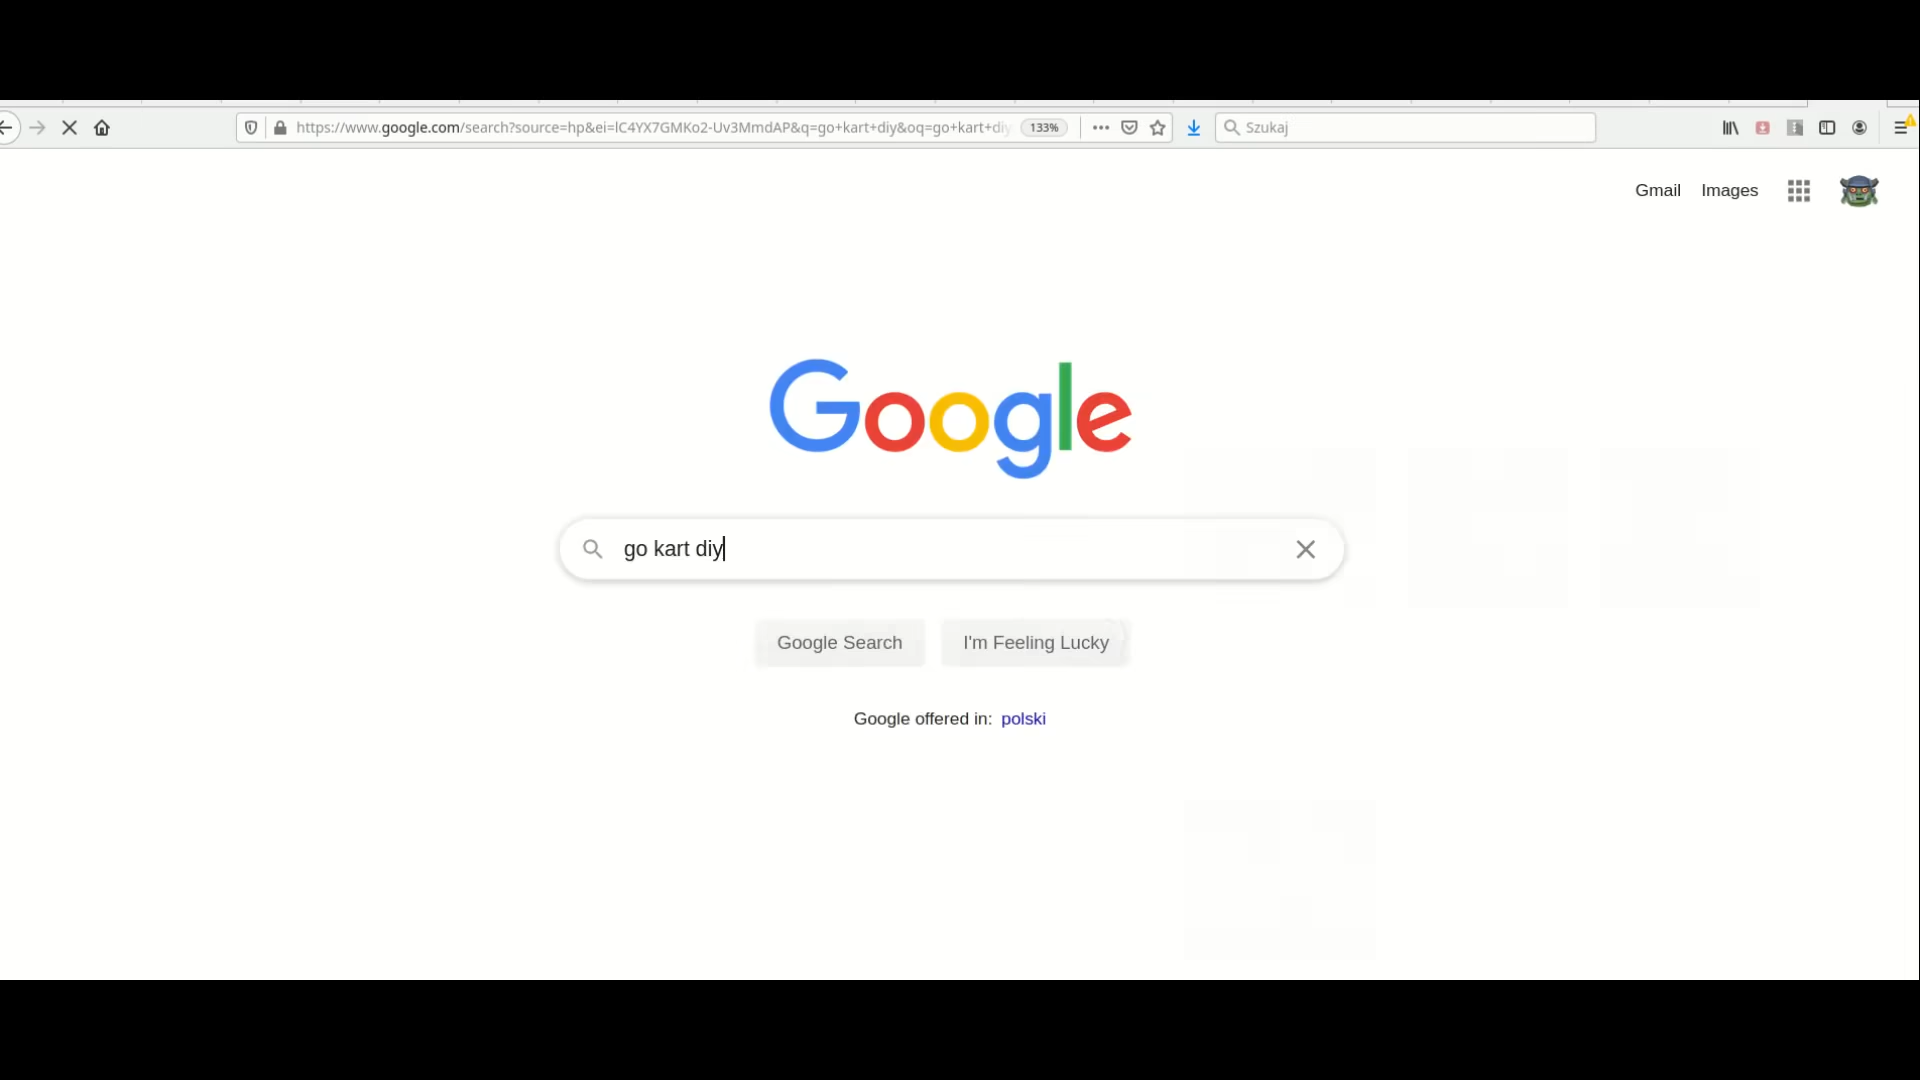 https://www.google.com/search?source=hp&ei=lC4YX7GMKo2-Uv3MmdAP&q=go+kart+diy&oq=go+kart+diy
133%
Szukaj
Gmail Images
Google
go kart diy
Google Search I'm Feeling Lucky
Google offered in: polski